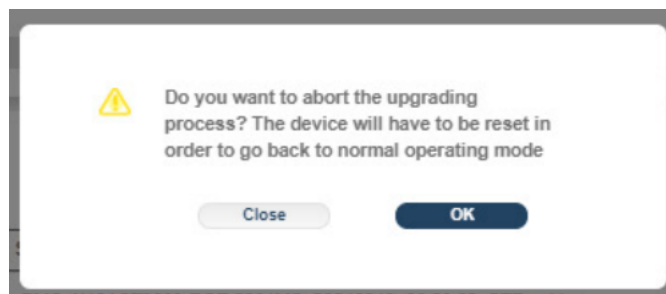 Do you want to abort the upgrading
process? The device will have to be reset in
order to go back to normal operating mode
Close
OK